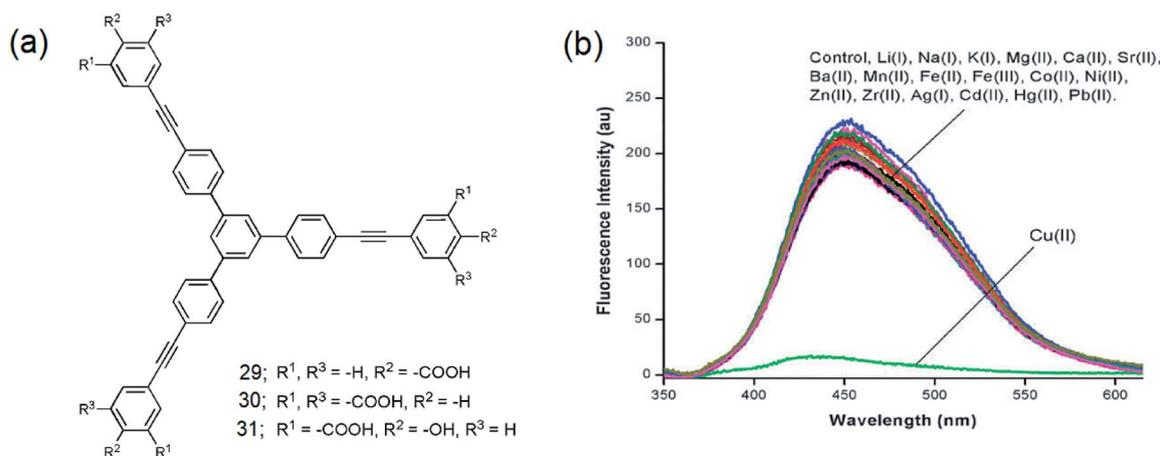 (a)
R² R³
R¹
R¹
R²
R³
R³
R² R¹
29; R¹, R³ = -H, R² = -COOH
30; R¹, R³ = -COOH, R² = -H
31; R¹ = -COOH, R² = -OH, R³ = H
(b)
300
250
200
150
100
50
0
Fluorescence Intensity (au)
Control, Li(I), Na(I), K(I), Mg(II), Ca(II), Sr(II),
Ba(II), Mn(II), Fe(II), Fe(III), Co(II), Ni(II),
Zn(II), Zr(II), Ag(I), Cd(II), Hg(II), Pb(II).
Cu(II)
350 400 450 500 550 600
Wavelength (nm)